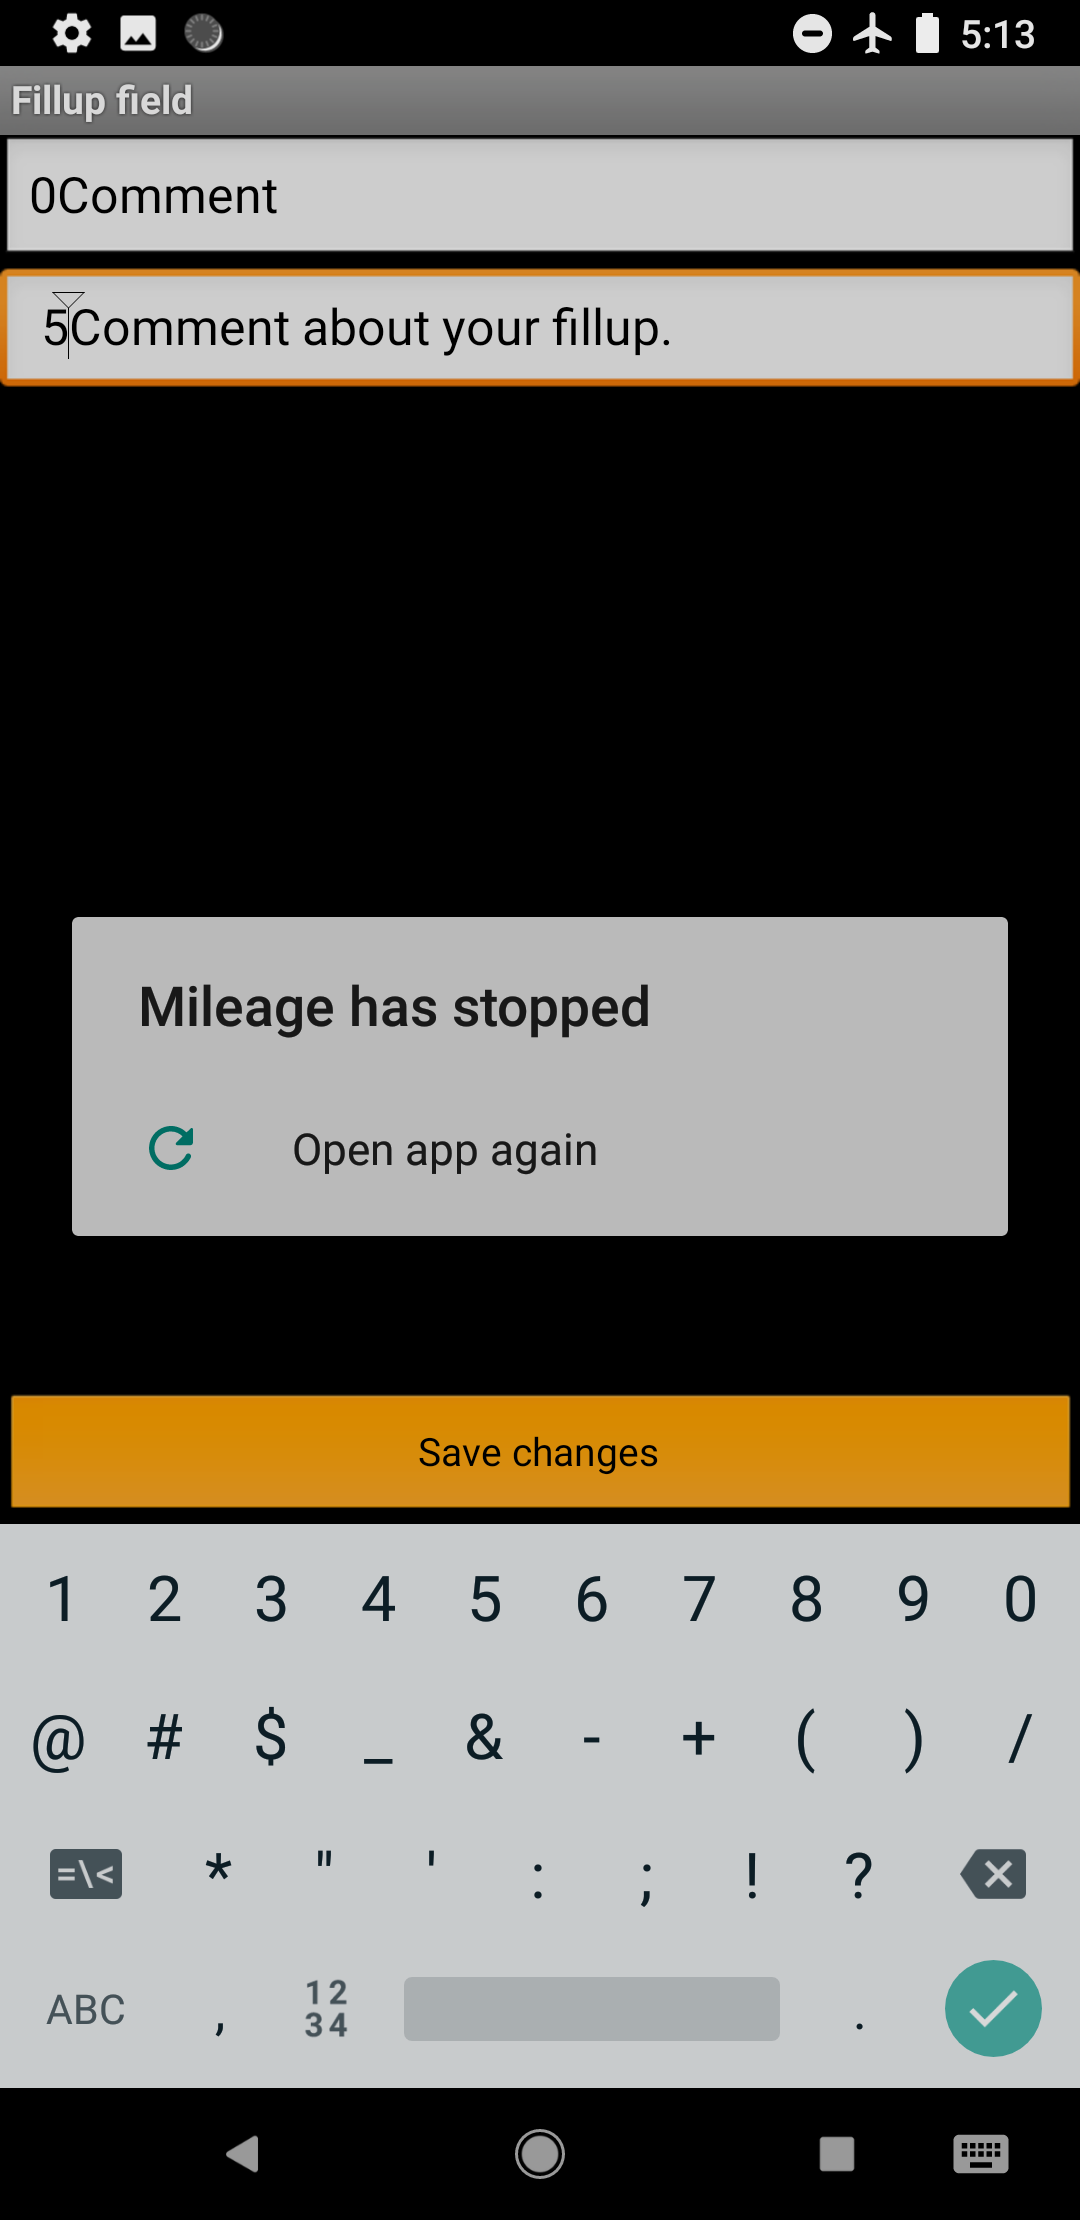 5:13
Fillup field
0Comment
5Comment about your fillup.
Mileage has stopped
Open app again
Save changes
1 2 3 4 5 6 7 8 9 0
@ # $ _ & - + ( ) /
=\< * " ' : ; ! ?
ABC , 12 34 .